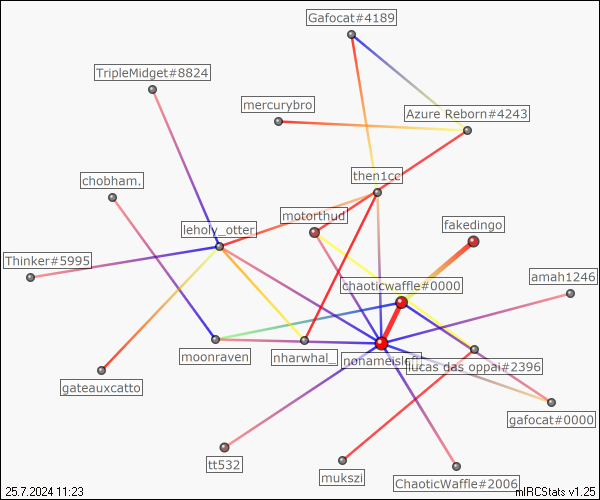 Gafocat#4189
TripleMidget#8824
mercurybro
Azure Reborn#4243
then1cc
chobham.
motorchud
leholy_otter
fakedingo
Thinker#5995
amah1246
chaoticwaffle#0000
moonraven
nharwhal_
lucas das oppai#2396
gateauxcatto
gafocat#0000
tt532
mukszi
ChaoticWaffle#2006
25.7.2024 11:23
mIRCStats v1.25